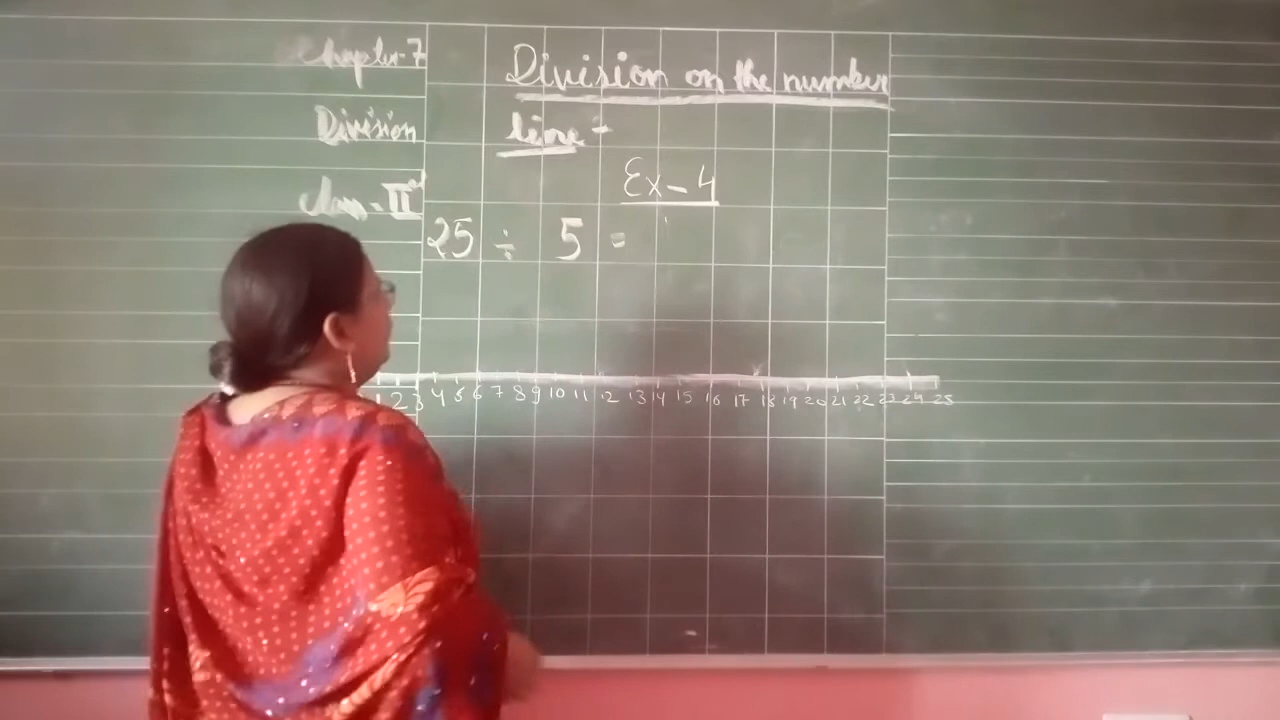 Chapter-7
Division
Class-IInd
Division on the number
line:-
Ex-4
25 ÷ 5 =
1 2 3 4 5 6 7 8 9 10 11 12 13 14 15 16 17 18 19 20 21 22 23 24 25